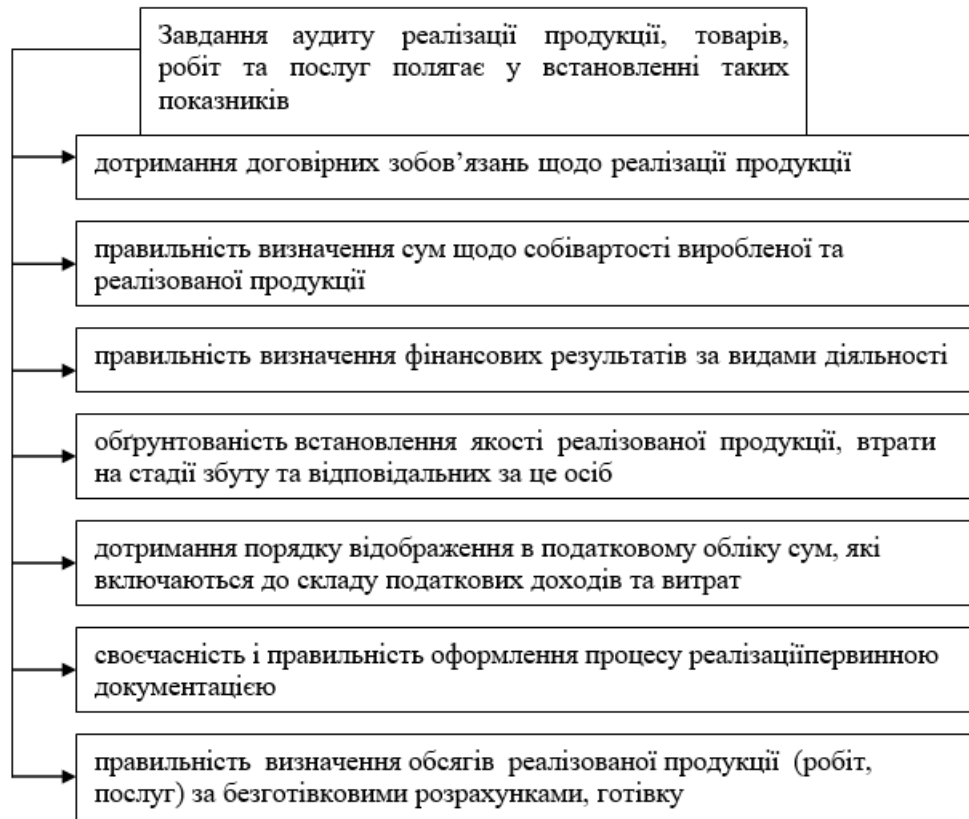 Завдання аудиту реалізації продукції, товарів,
робіт та послуг полягає у встановленні таких
показників
дотримання договірних зобов’язань щодо реалізації продукції
правильність визначення сум щодо собівартості виробленої та
реалізованої продукції
правильність визначення фінансових результатів за видами діяльності
обґрунтованість встановлення якості реалізованої продукції, втрати
на стадії збуту та відповідальних за це осіб
дотримання порядку відображення в податковому обліку сум, які
включаються до складу податкових доходів та витрат
своєчасність і правильність оформлення процесу реалізаціїпервинною
документацією
правильність визначення обсягів реалізованої продукції (робіт,
послуг) за безготівковими розрахунками, готівку